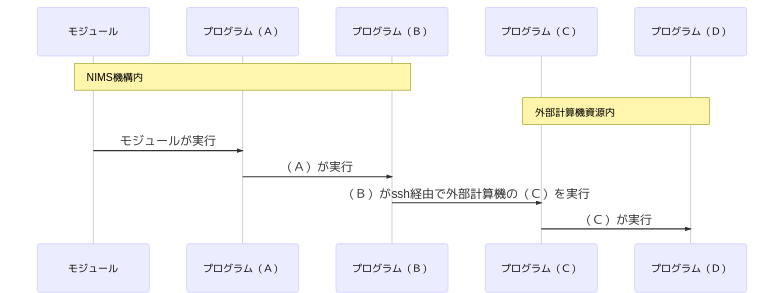 モジュール
プログラム（A）
プログラム（B）
プログラム（C）
プログラム（D）
NIMS機構内
外部計算機資源内
モジュールが実行
（A）が実行
（B）がssh経由で外部計算機の（C）を実行
（C）が実行
モジュール
プログラム（A）
プログラム（B）
プログラム（C）
プログラム（D）